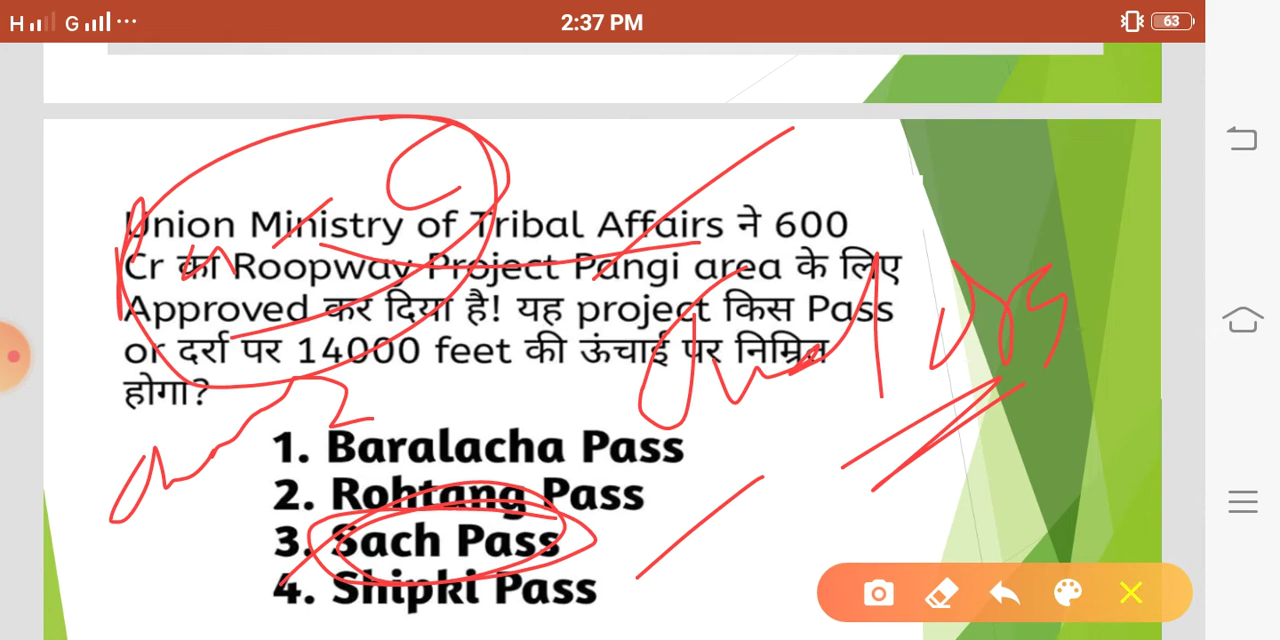 H G ...
2:37 PM
63
Union Ministry of Tribal Affairs ने 600
Cr का Roopway Project Pangi area के लिए
Approved कर दिया है! यह project किस Pass
or दर्रा पर 14000 feet की ऊंचाई पर निम्रित
होगा?
1. Baralacha Pass
2. Rohtang Pass
3. Sach Pass
4. Shipki Pass